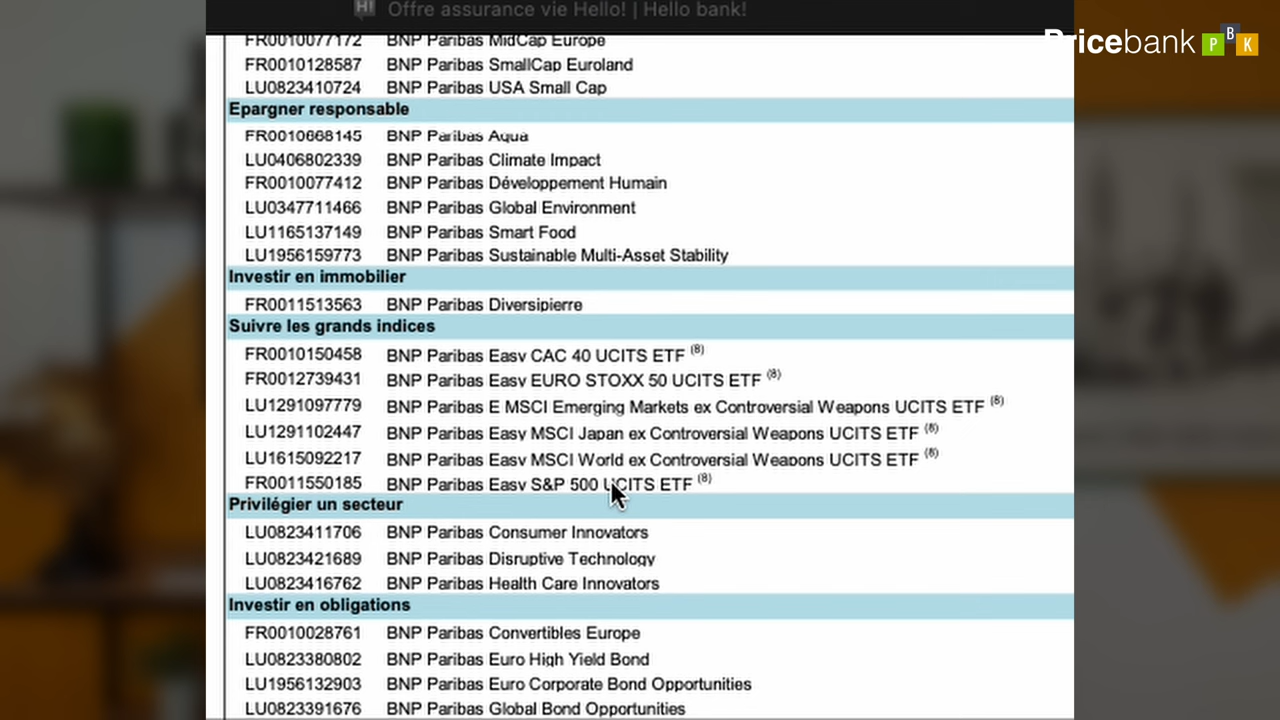 Offre assurance vie Hello! | Hello bank!
Pricebank PBK
FR0010077172 BNP Paribas MidCap Europe
FR0010128587 BNP Paribas SmallCap Euroland
LU0823410724 BNP Paribas USA Small Cap
Epargner responsable
FR0010668145 BNP Paribas Aqua
LU0406802339 BNP Paribas Climate Impact
FR0010077412 BNP Paribas Développement Humain
LU0347711466 BNP Paribas Global Environment
LU1165137149 BNP Paribas Smart Food
LU1956159773 BNP Paribas Sustainable Multi-Asset Stability
Investir en immobilier
FR0011513563 BNP Paribas Diversipierre
Suivre les grands indices
FR0010150458 BNP Paribas Easy CAC 40 UCITS ETF (8)
FR0012739431 BNP Paribas Easy EURO STOXX 50 UCITS ETF (8)
LU1291097779 BNP Paribas E MSCI Emerging Markets ex Controversial Weapons UCITS ETF (8)
LU1291102447 BNP Paribas Easy MSCI Japan ex Controversial Weapons UCITS ETF (8)
LU1615092217 BNP Paribas Easy MSCI World ex Controversial Weapons UCITS ETF (8)
FR0011550185 BNP Paribas Easy S&P 500 UCITS ETF (8)
Privilégier un secteur
LU0823411706 BNP Paribas Consumer Innovators
LU0823421689 BNP Paribas Disruptive Technology
LU0823416762 BNP Paribas Health Care Innovators
Investir en obligations
FR0010028761 BNP Paribas Convertibles Europe
LU0823380802 BNP Paribas Euro High Yield Bond
LU1956132903 BNP Paribas Euro Corporate Bond Opportunities
LU0823391676 BNP Paribas Global Bond Opportunities